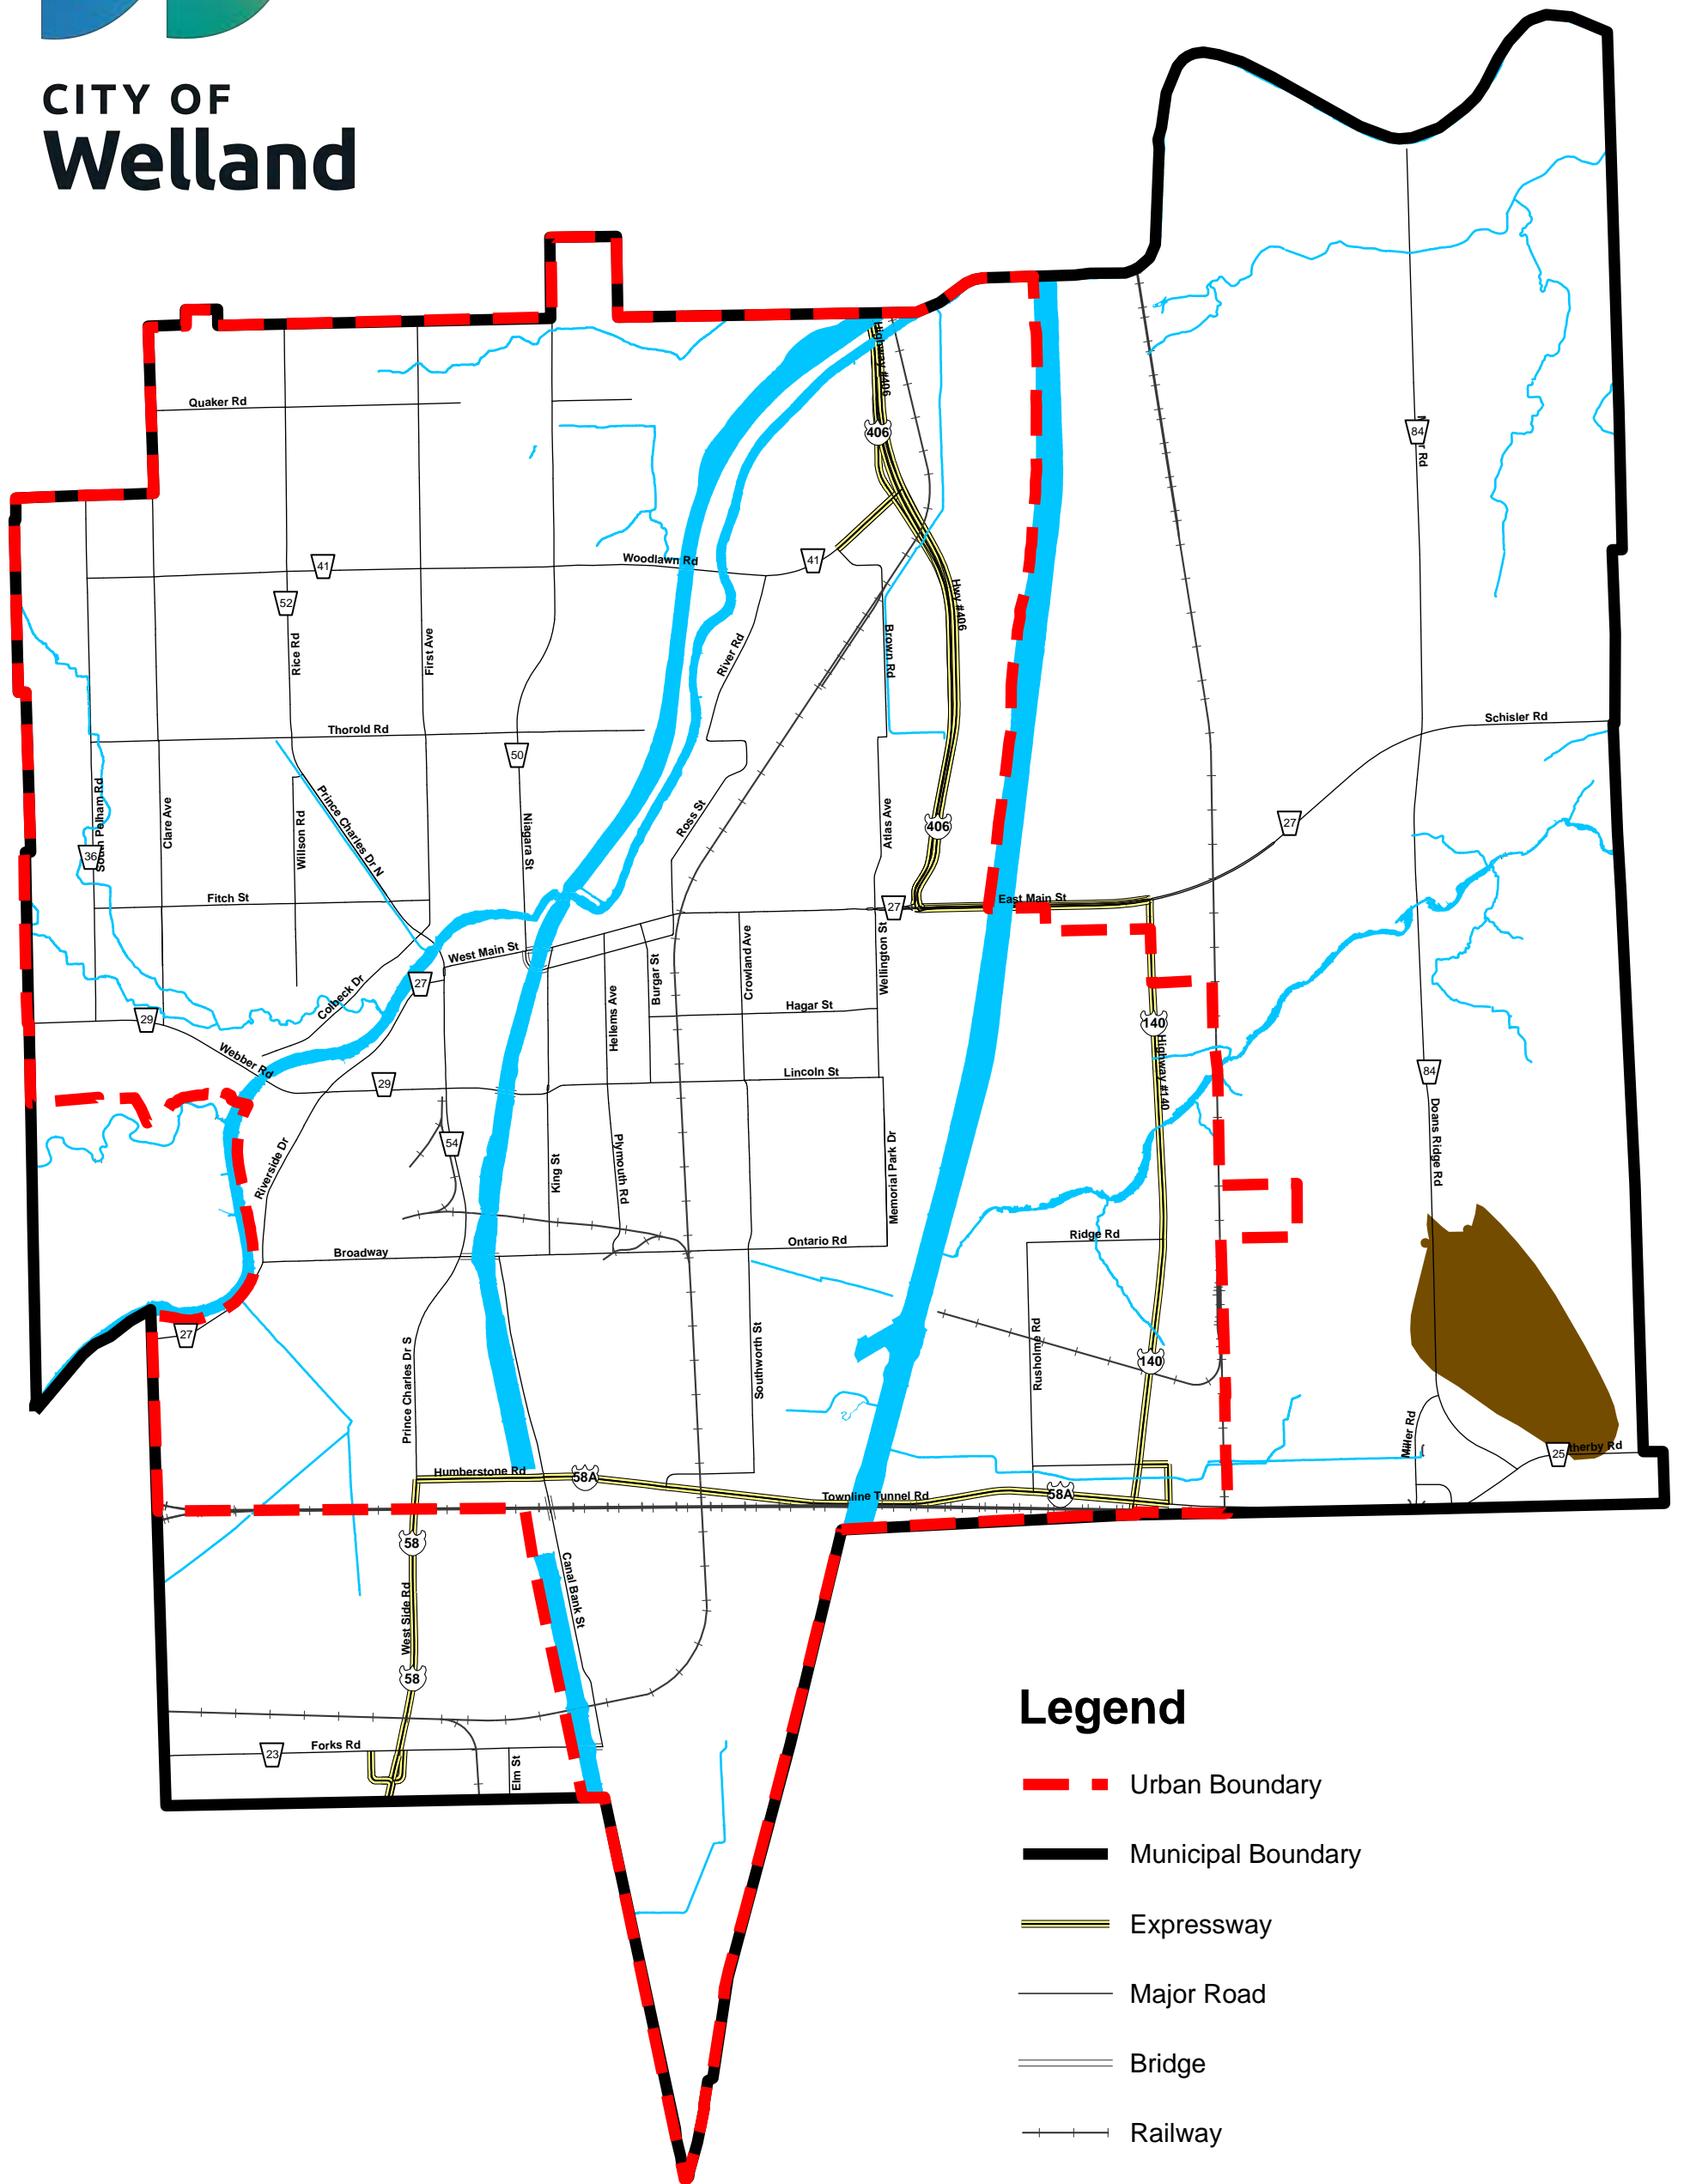 CITY OF
Welland
Highway #406
Quaker Rd
406
84
41
Woodlawn Rd
41
52
Hwy #406
Rice Rd
First Ave
River Rd
Brown Rd
Schisler Rd
Thorold Rd
50
South Pelham Rd
Clare Ave
Willson Rd
Prince Charles Dr N
Niagara St
Ross St
Atlas Ave
406
27
36
Fitch St
27
East Main St
West Main St
Burgar St
Crowland Ave
Wellington St
27
Colbeck Dr
Hellems Ave
Hagar St
29
140
Webber Rd
29
Lincoln St
Highway #140
84
Doans Ridge Rd
54
Riverside Dr
King St
Plymouth Rd
Memorial Park Dr
Broadway
Ontario Rd
Ridge Rd
27
Prince Charles Dr S
Southworth St
Rusholme Rd
140
Miller Rd
25
Humberstone Rd
58A
Townline Tunnel Rd
58A
58
Canal Bank St
West Side Rd
58
Forks Rd
23
Elm St
Legend
Urban Boundary
Municipal Boundary
Expressway
Major Road
Bridge
Railway